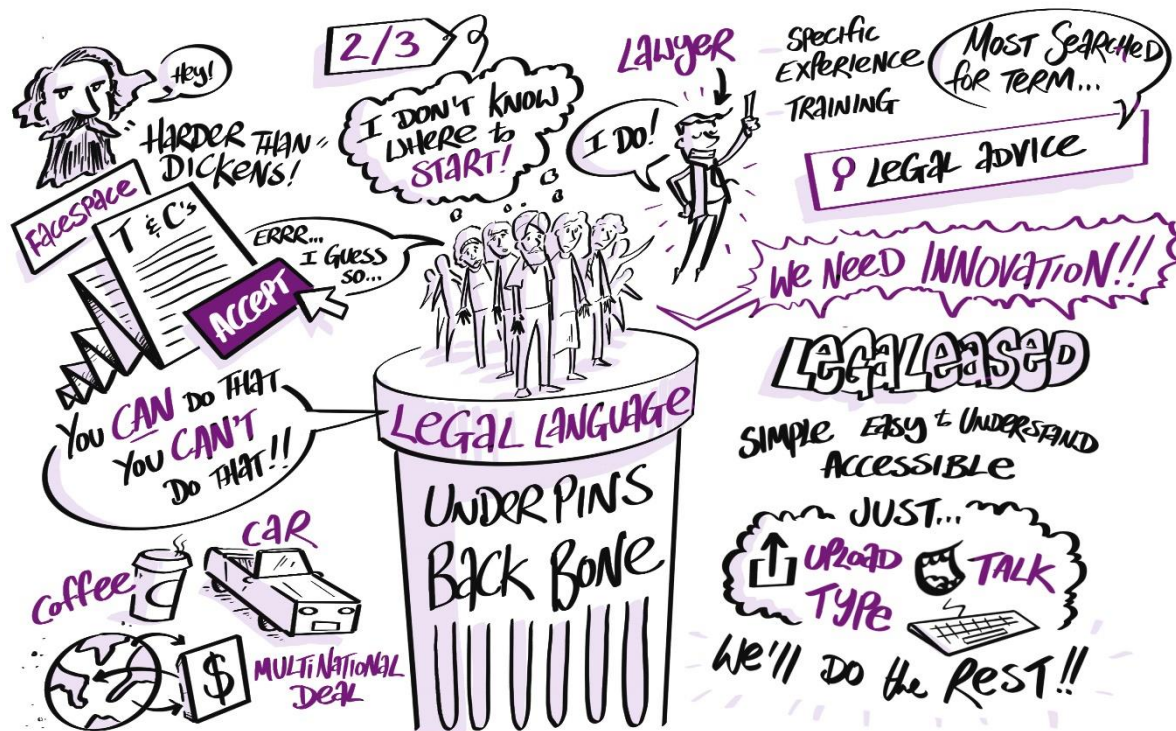 Hey!
HARDER THAN
DICKENS!
FACESPACE
T & C's
ACCEPT
ERRR...
I GUESS
SO...
2/3
I DON'T KNOW
WHERE to
START!
LAWYER
I DO!
SPECIFIC
EXPERIENCE
TRAINING
MOST SEARCHED
for TERM...
LEGAL ADVICE
WE NEED INNOVATION!!
LEGALEASED
SIMPLE EASY to UNDERSTAND
ACCESSIBLE
JUST...
UPLOAD
TALK
TYPE
WE'LL DO the REST!!
YOU CAN DO THAT
YOU CAN'T
DO THAT!!
LEGAL LANGUAGE
UNDERPINS
BACK BONE
COFFEE
CAR
$
MULTINATIONAL
DEAL